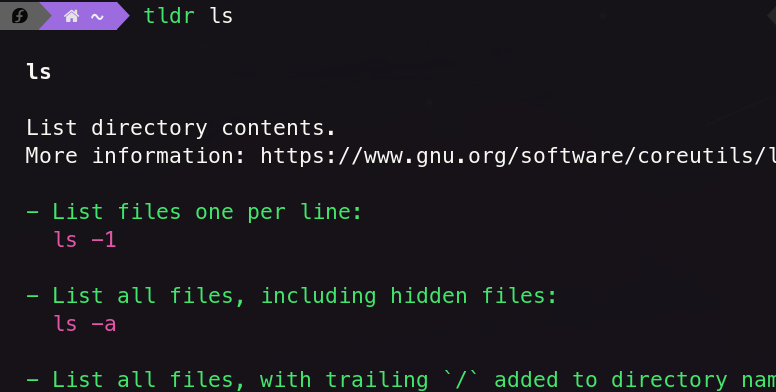 ~ tldr ls
ls
List directory contents.
More information: https://www.gnu.org/software/coreutils/l
- List files one per line:
ls -1
- List all files, including hidden files:
ls -a
- List all files, with trailing `/` added to directory nam